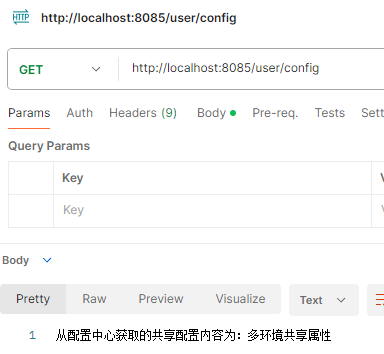 HTTP http://localhost:8085/user/config
GET http://localhost:8085/user/config
Params Auth Headers (9) Body Pre-req. Tests Sett
Query Params
Key V
Key V
Body
Pretty Raw Preview Visualize Text
1 从配置中心获取的共享配置内容为：多环境共享属性